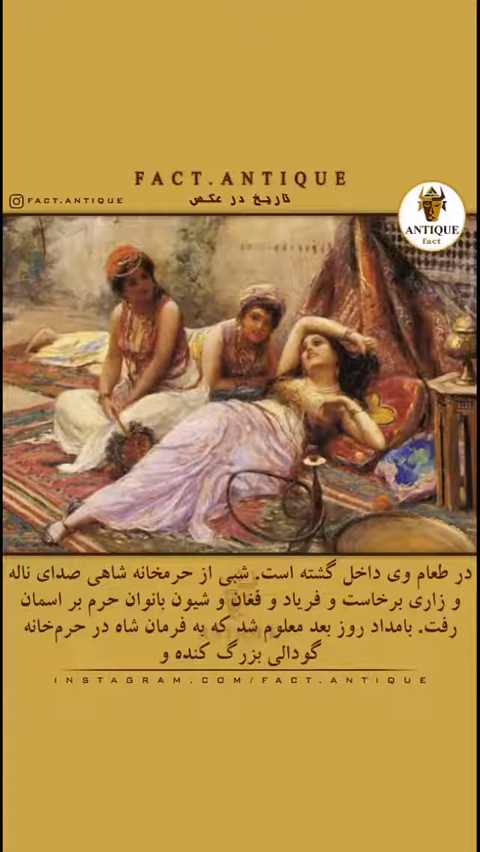 FACT.ANTIQUE
تاریخ در عکس
FACT.ANTIQUE
ANTIQUE
fact
در طعام وی داخل گشته است. شبی از حرمخانه شاهی صدای ناله
و زاری برخاست و فریاد و فغان و شیون بانوان حرم بر اسمان
رفت. بامداد روز بعد معلوم شد که به فرمان شاه در حرم‌خانه
گودالی بزرگ کنده و
INSTAGRAM.COM/FACT.ANTIQUE